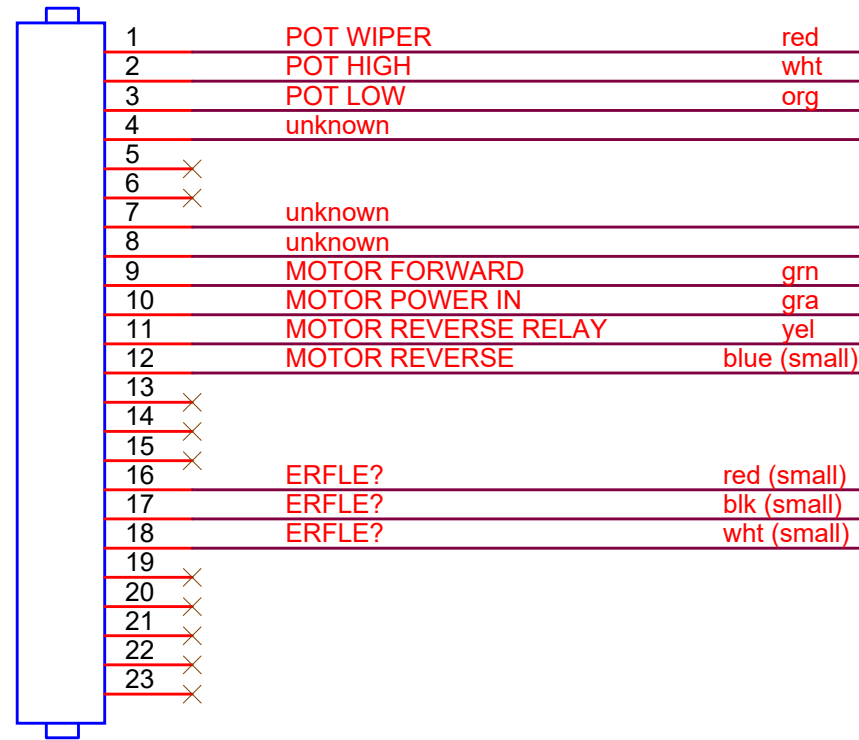 1 POT WIPER red
2 POT HIGH wht
3 POT LOW org
4 unknown
5
6
7 unknown
8 unknown
9 MOTOR FORWARD grn
10 MOTOR POWER IN gra
11 MOTOR REVERSE RELAY yel
12 MOTOR REVERSE blue (small)
13
14
15
16 ERFLE? red (small)
17 ERFLE? blk (small)
18 ERFLE? wht (small)
19
20
21
22
23